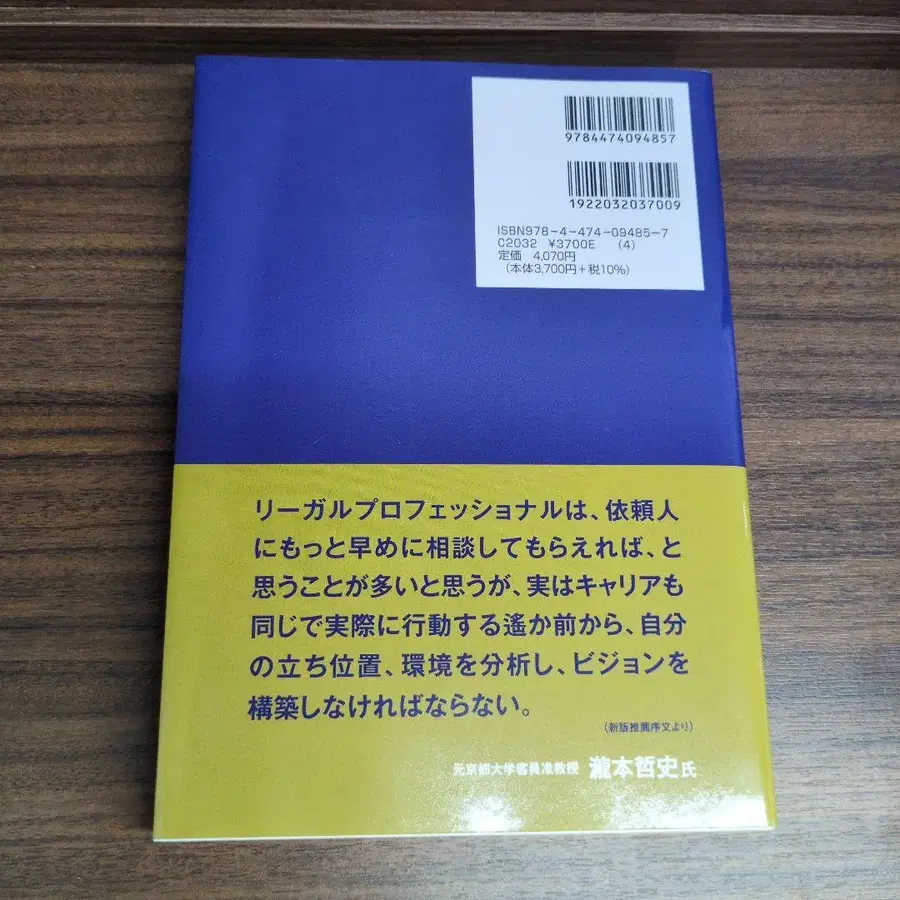 9784474094857
1922032037009
ISBN978-4-474-09485-7
C2032 ¥3700E (4)
定価 4,070円
(本体3,700円+税10%)
リーガルプロフェッショナルは、依頼人
にもっと早めに相談してもらえれば、と
思うことが多いと思うが、実はキャリアも
同じで実際に行動する遙か前から、自分
の立ち位置、環境を分析し、ビジョンを
構築しなければならない。
(新版推薦序文より)
元京都大学客員准教授 瀧本哲史氏